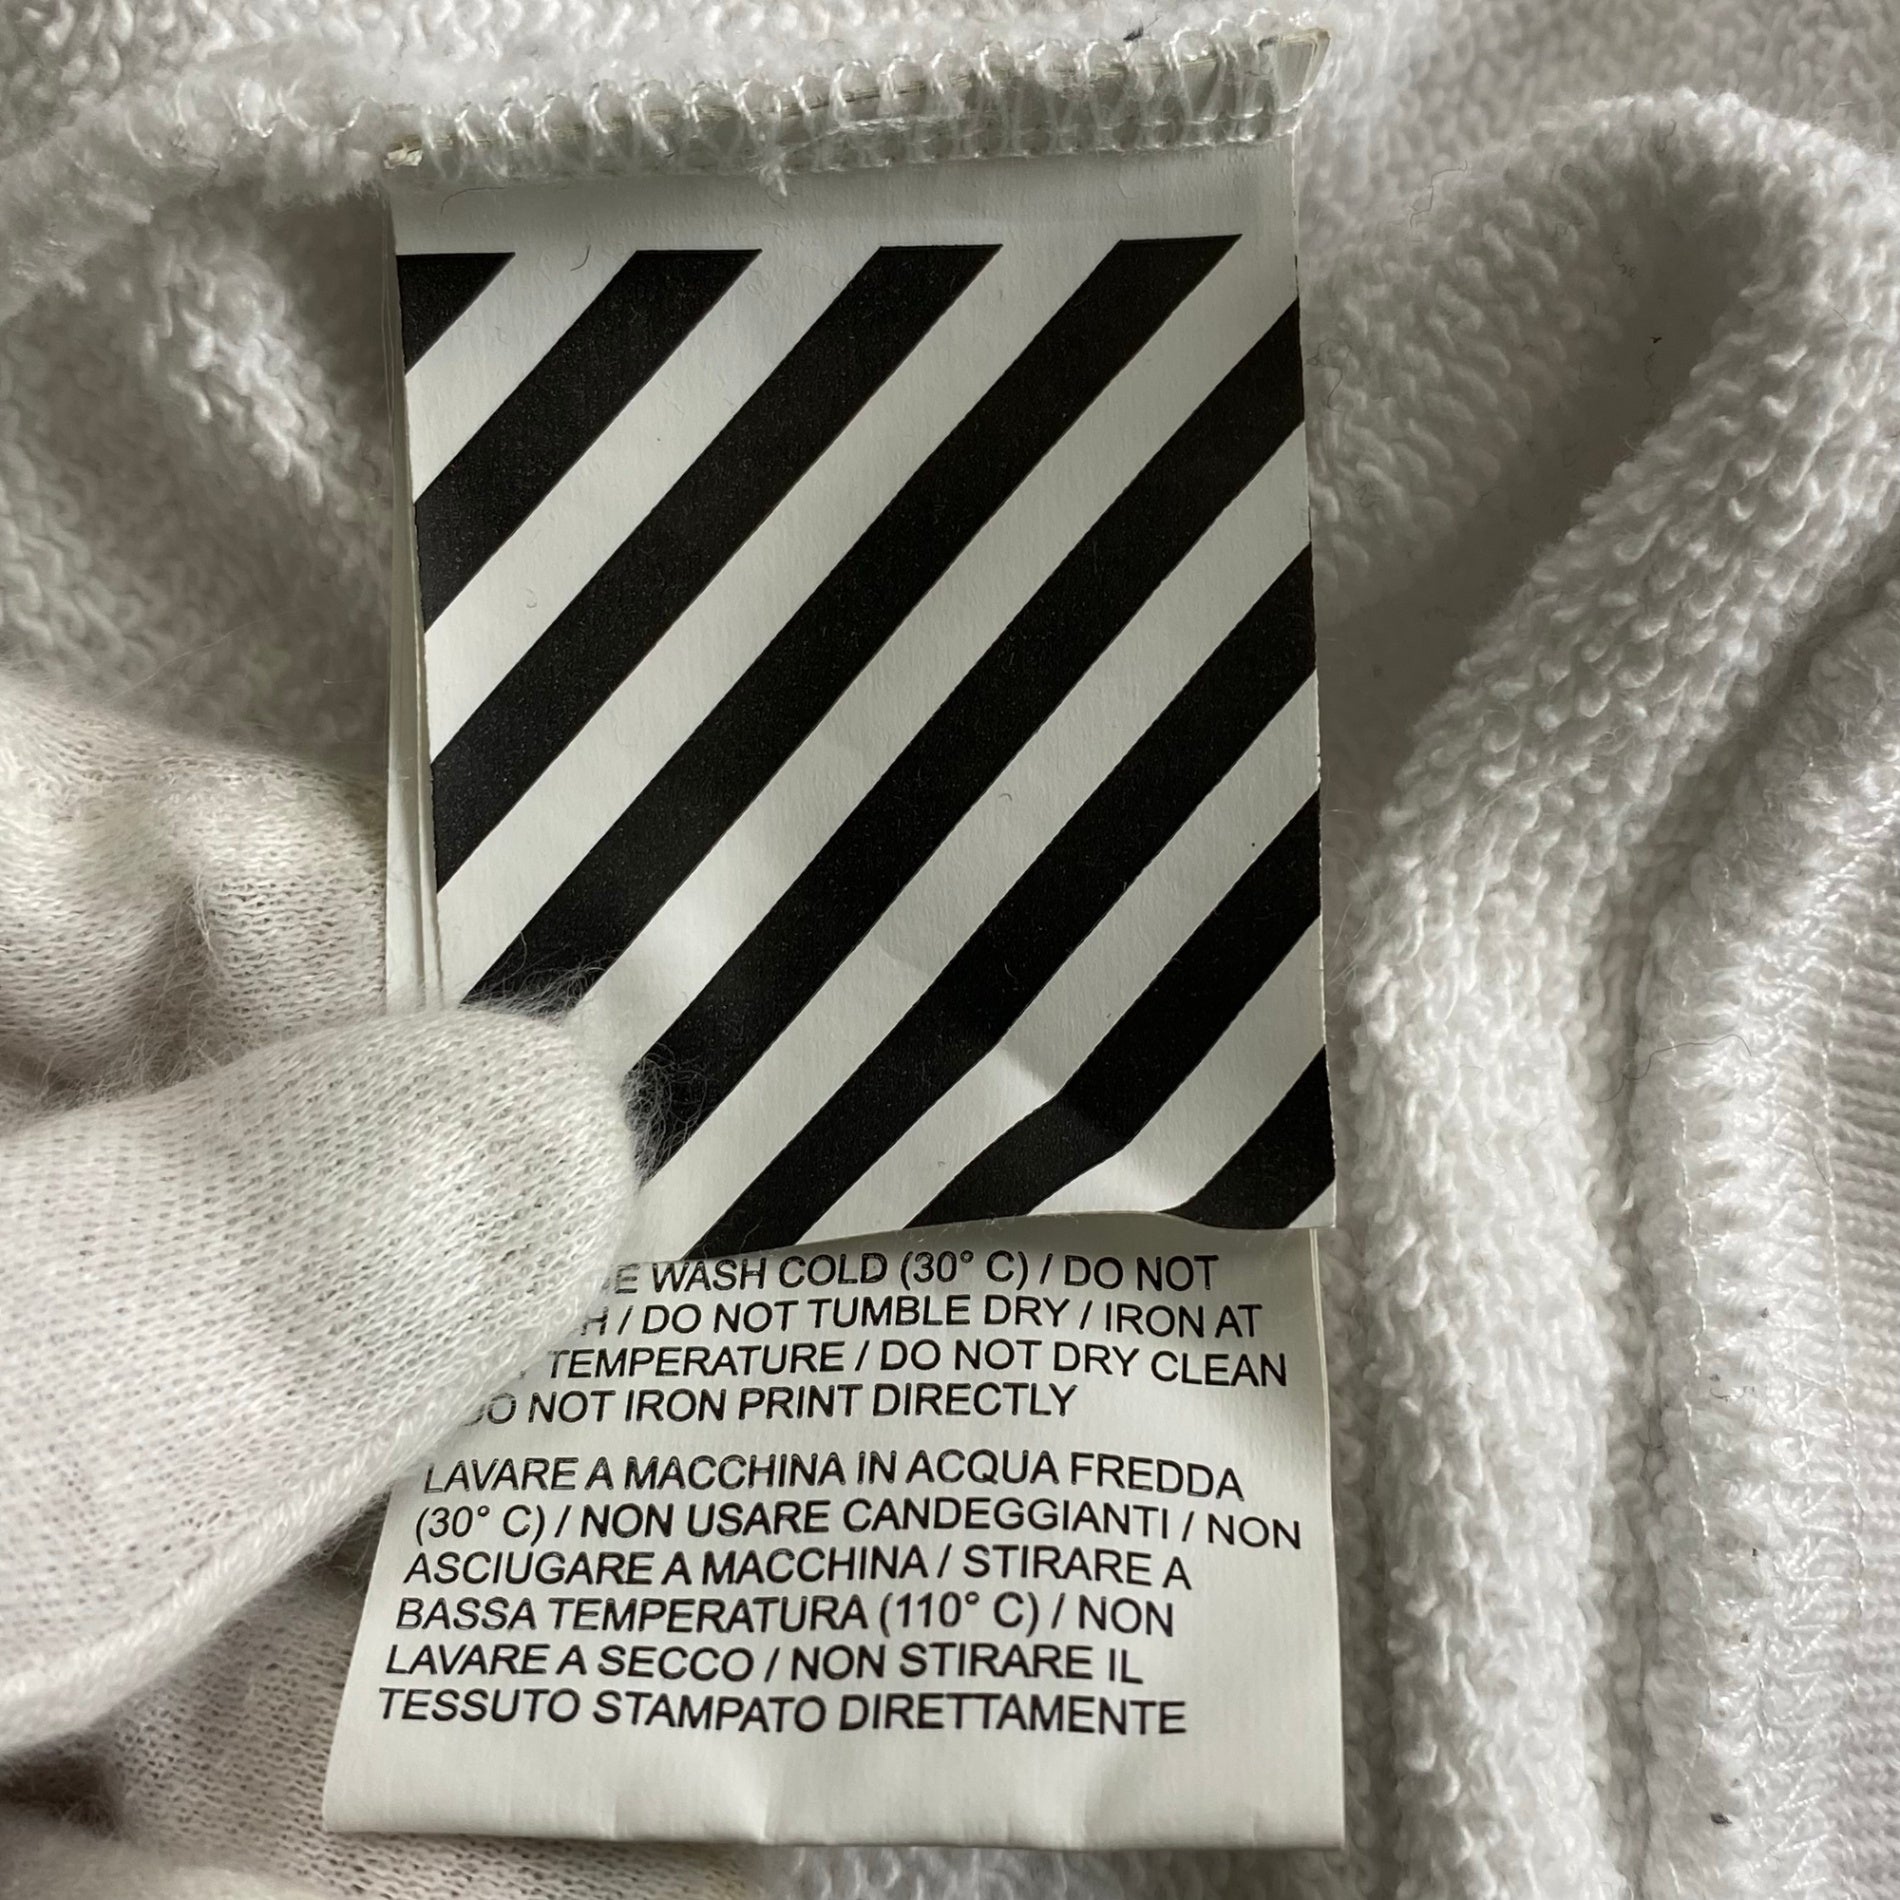 WASH COLD (30° C) / DO NOT
/ DO NOT TUMBLE DRY / IRON AT
TEMPERATURE / DO NOT DRY CLEAN
DO NOT IRON PRINT DIRECTLY
LAVARE A MACCHINA IN ACQUA FREDDA
(30° C) / NON USARE CANDEGGIANTI / NON
ASCIUGARE A MACCHINA / STIRARE A
BASSA TEMPERATURA (110° C) / NON
LAVARE A SECCO / NON STIRARE IL
TESSUTO STAMPATO DIRETTAMENTE